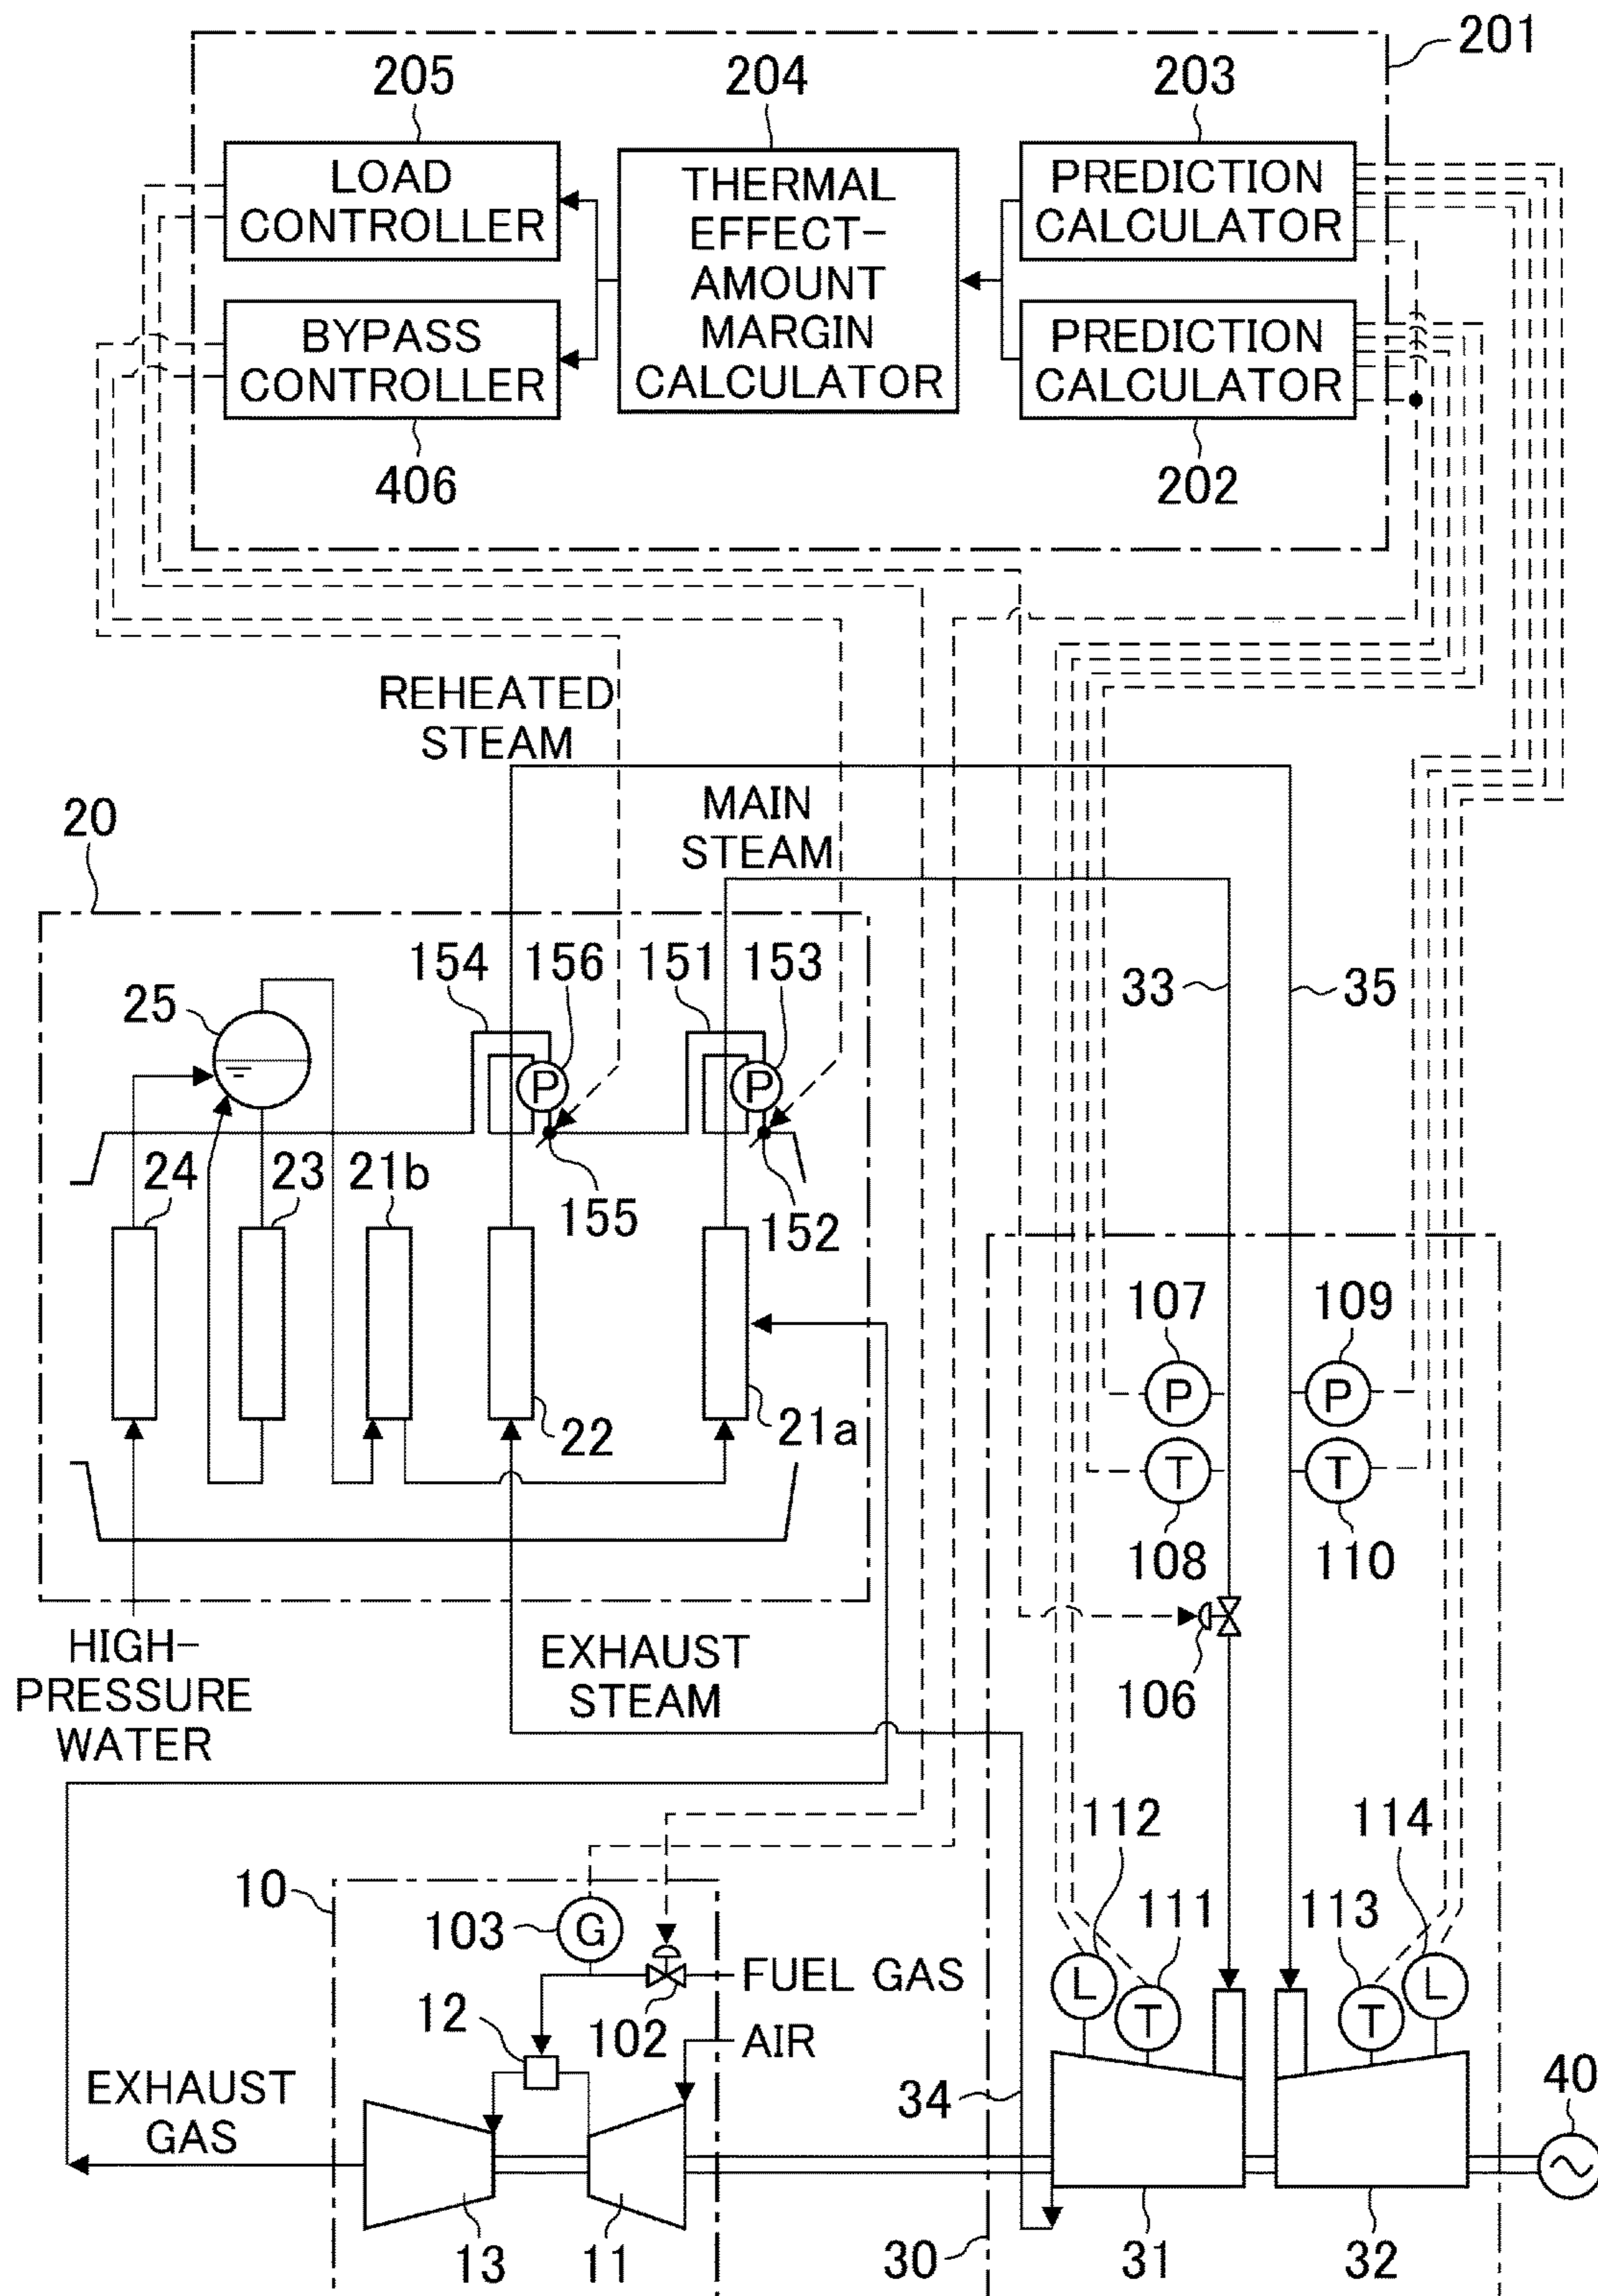 201
205
204
203
LOAD
CONTROLLER
THERMAL
EFFECT-
AMOUNT
MARGIN
CALCULATOR
PREDICTION
CALCULATOR
BYPASS
CONTROLLER
PREDICTION
CALCULATOR
406
202
REHEATED
STEAM
MAIN
STEAM
20
154
156
151
153
33
35
25
P
P
24
23
21b
155
152
107
109
P
P
22
21a
T
T
108
110
HIGH-
PRESSURE
WATER
EXHAUST
STEAM
106
112
114
10
103
G
111
113
FUEL GAS
L
T
T
L
12
102
AIR
EXHAUST
GAS
34
40
13
11
30
31
32